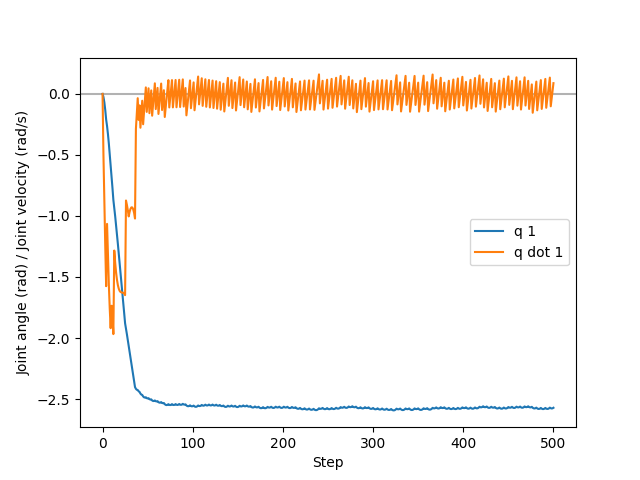 Joint angle (rad) / Joint velocity (rad/s)
0.0
−0.5
−1.0
−1.5
−2.0
−2.5
q 1
q dot 1
0 100 200 300 400 500
Step